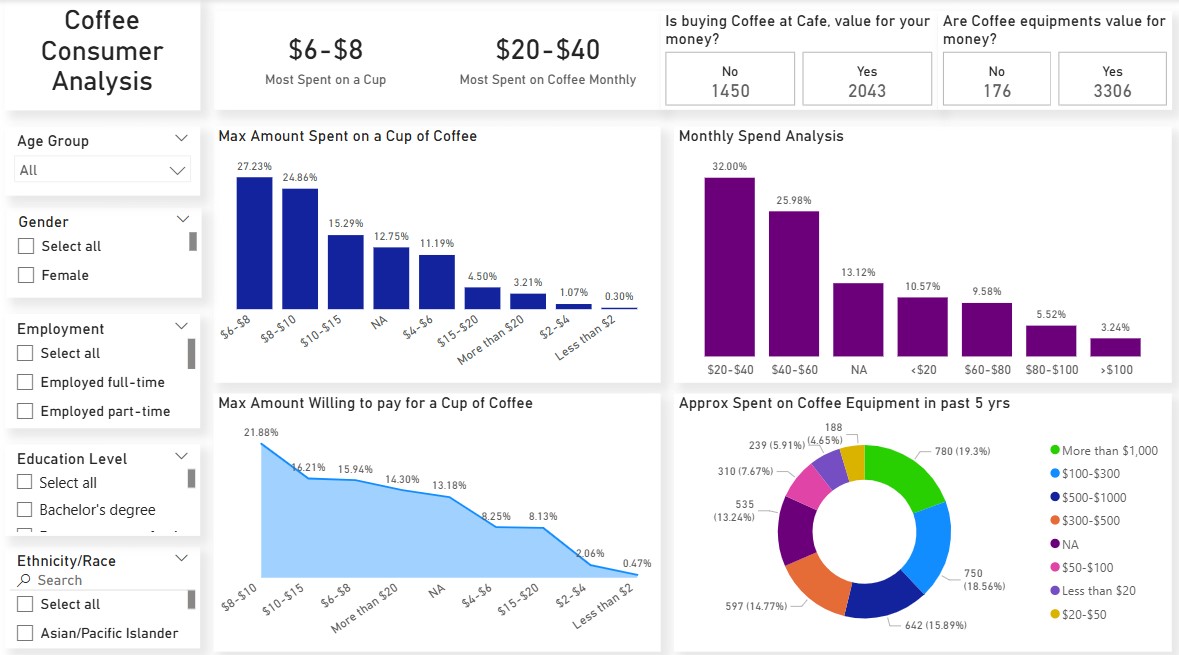 Coffee
Consumer
Analysis
$6-$8
Most Spent on a Cup
$20-$40
Most Spent on Coffee Monthly
Is buying Coffee at Cafe, value for your
money?
No
1450
Yes
2043
Are Coffee equipments value for
money?
No
176
Yes
3306
Age Group
All
Gender
Select all
Female
Employment
Select all
Employed full-time
Employed part-time
Education Level
Select all
Bachelor's degree
Ethnicity/Race
Search
Select all
Asian/Pacific Islander
Max Amount Spent on a Cup of Coffee
27.23%
24.86%
15.29%
12.75%
11.19%
4.50%
3.21%
1.07%
0.30%
$6-$8
$8-$10
$10-$15
NA
$4-$6
$15-$20
More than $20
$2-$4
Less than $2
Monthly Spend Analysis
32.00%
25.98%
13.12%
10.57%
9.58%
5.52%
3.24%
$20-$40
$40-$60
NA
<$20
$60-$80
$80-$100
>$100
Max Amount Willing to pay for a Cup of Coffee
21.88%
16.21%
15.94%
14.30%
13.18%
8.25%
8.13%
2.06%
0.47%
$8-$10
$10-$15
$6-$8
More than $20
NA
$4-$6
$15-$20
$2-$4
Less than $2
Approx Spent on Coffee Equipment in past 5 yrs
780 (19.3%)
750
(18.56%)
642 (15.89%)
597 (14.77%)
535
(13.24%)
310 (7.67%)
239 (5.91%)
188
(4.65%)
More than $1,000
$100-$300
$500-$1000
$300-$500
NA
$50-$100
Less than $20
$20-$50